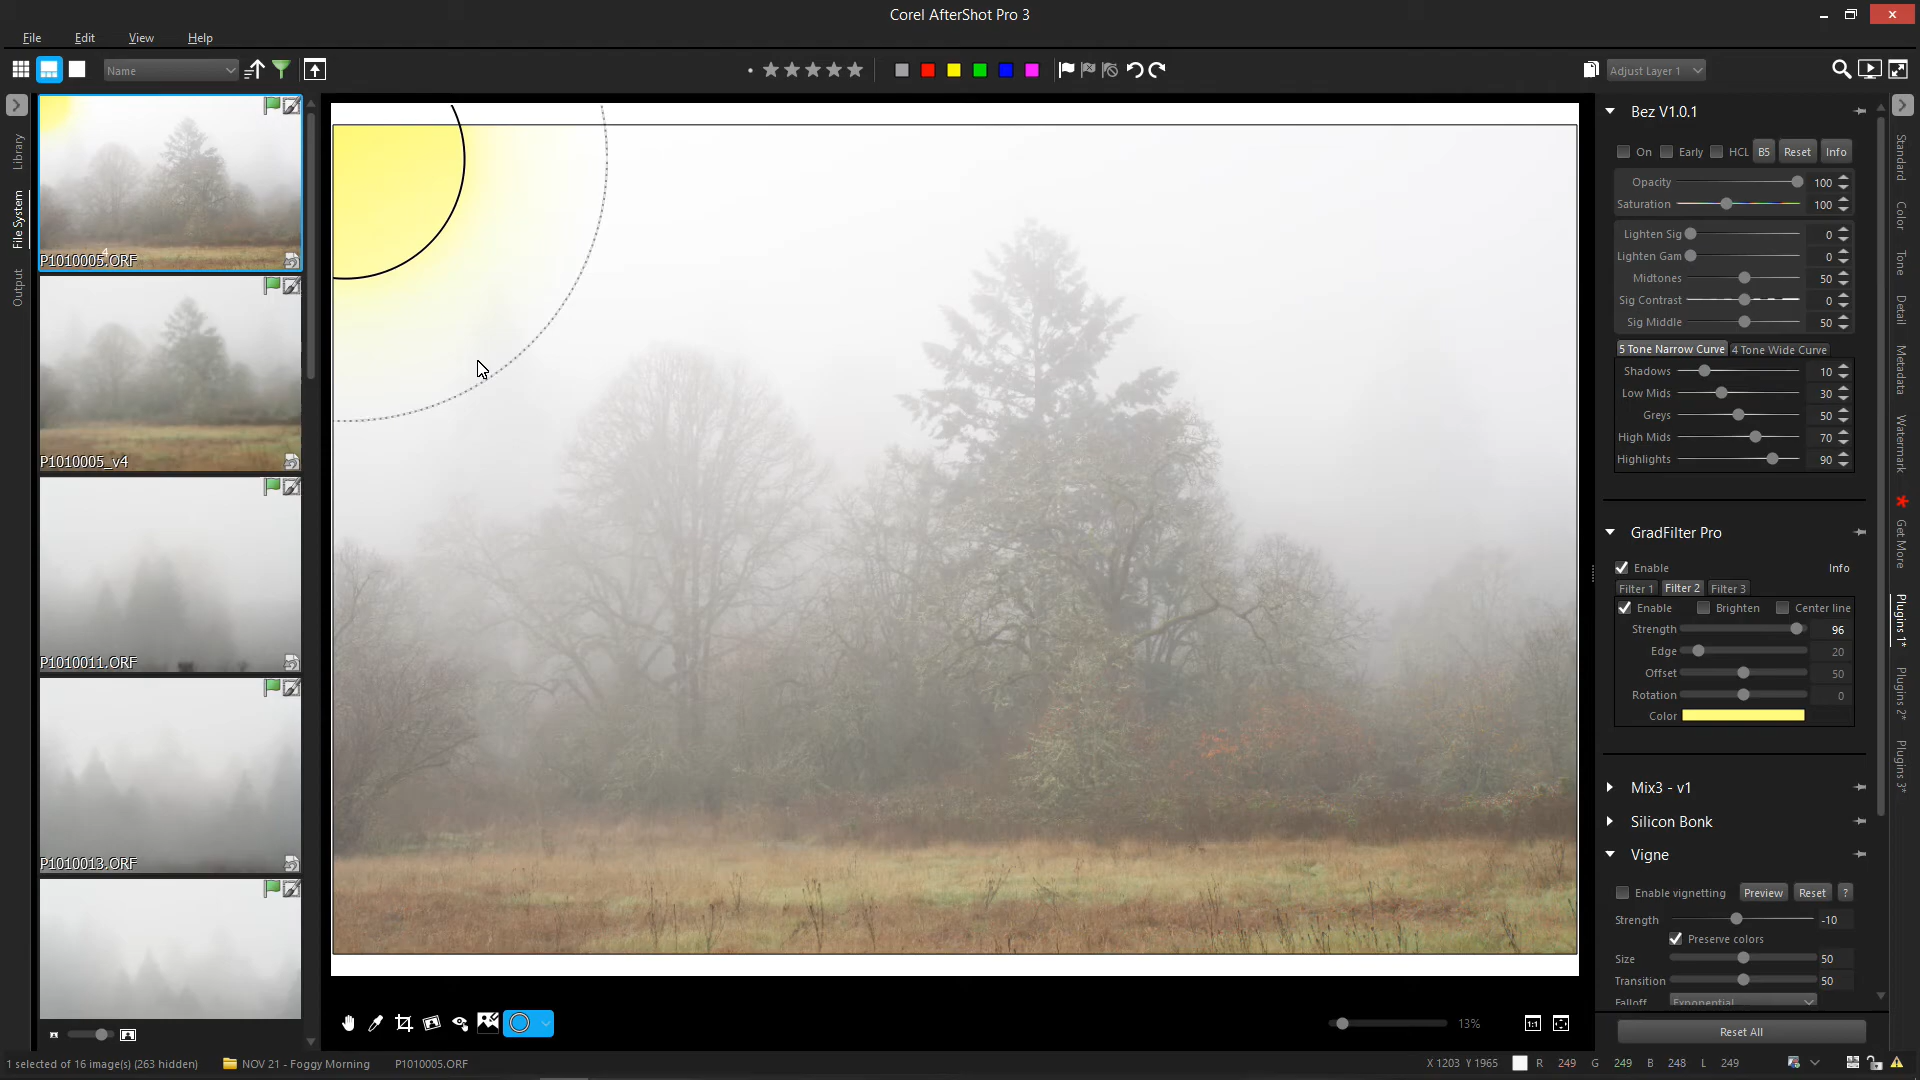 Corel AfterShot Pro 3
File Edit View Help
Name
Adjust Layer 1
Library
File System
Output
4
P1010005.ORF
P1010005_v4
P1010011.ORF
P1010013.ORF
Bez V1.0.1
On Early HCL B5 Reset Info
Opacity 100
Saturation 100
Lighten Sig 0
Lighten Gam 0
Midtones 50
Sig Contrast 0
Sig Middle 50
5 Tone Narrow Curve 4 Tone Wide Curve
Shadows 10
Low Mids 30
Greys 50
High Mids 70
Highlights 90
GradFilter Pro
Enable Info
Filter 1 Filter 2 Filter 3
Enable Brighten Center line
Strength 96
Edge 20
Offset 50
Rotation 0
Color
Mix3 - v1
Silicon Bonk
Vigne
Enable vignetting Preview Reset ?
Strength -10
Preserve colors
Size 50
Transition 50
Falloff Exponential
Reset All
Standard
Color
Tone
Detail
Metadata
Watermark
Get More
Plugins 1*
Plugins 2*
Plugins 3*
13%
1:1
1 selected of 16 image(s) (263 hidden) NOV 21 - Foggy Morning P1010005.ORF X 1203 Y 1965 R 249 G 249 B 248 L 249